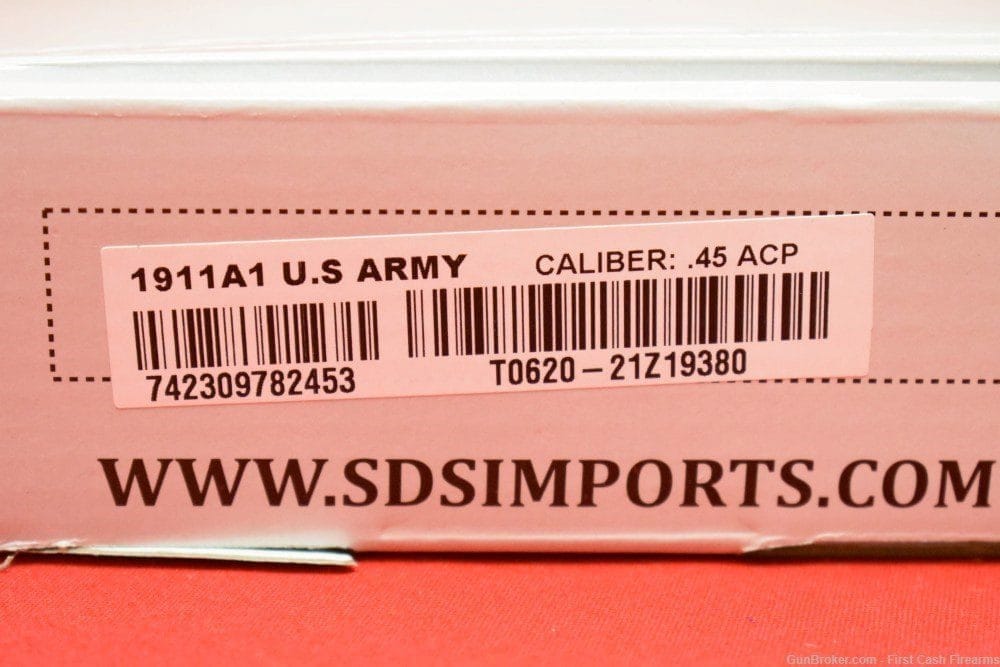 1911A1 U.S ARMY CALIBER: .45 ACP
742309782453 T0620-21Z19380
WWW.SDSIMPORTS.COM
GunBroker.com - First Cash Firearms